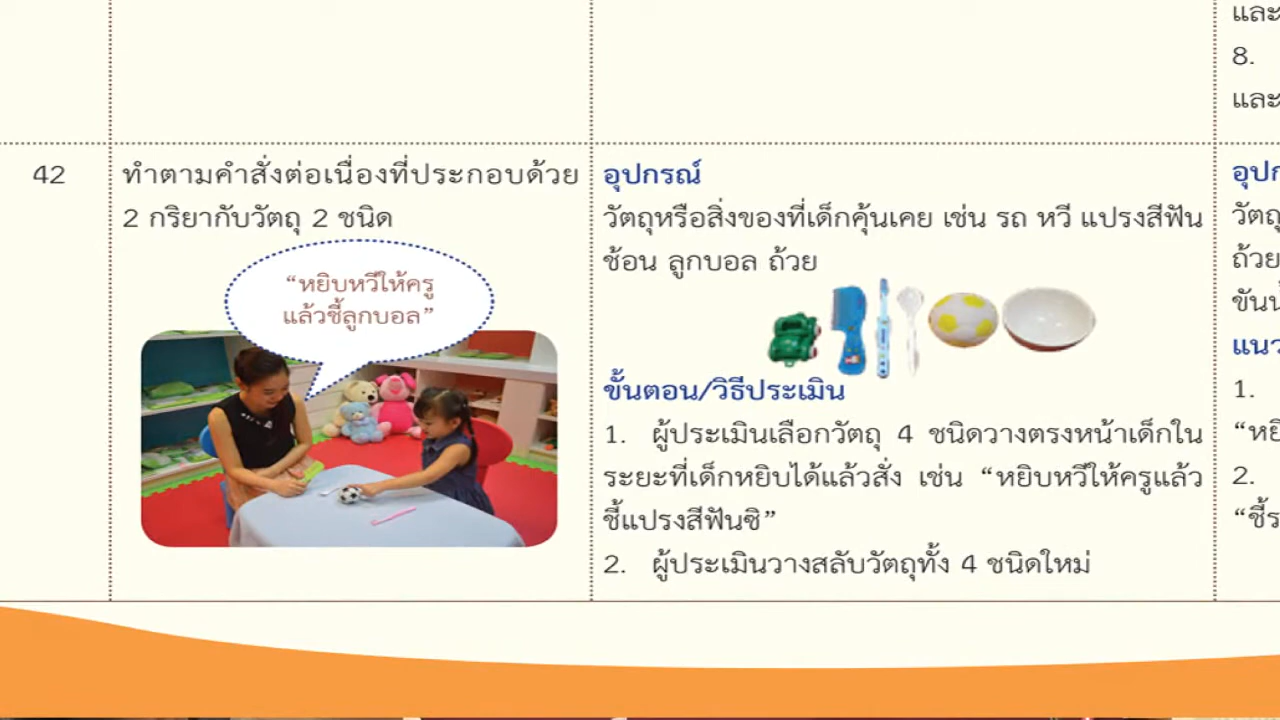 และ
8.
และ
42
ทำตามคำสั่งต่อเนื่องที่ประกอบด้วย
2 กริยากับวัตถุ 2 ชนิด
“หยิบหวีให้ครู
แล้วชี้ลูกบอล”
อุปกรณ์
วัตถุหรือสิ่งของที่เด็กคุ้นเคย เช่น รถ หวี แปรงสีฟัน
ช้อน ลูกบอล ถ้วย
ขั้นตอน/วิธีประเมิน
1. ผู้ประเมินเลือกวัตถุ 4 ชนิดวางตรงหน้าเด็กใน
ระยะที่เด็กหยิบได้แล้วสั่ง เช่น “หยิบหวีให้ครูแล้ว
ชี้แปรงสีฟันซิ”
2. ผู้ประเมินวางสลับวัตถุทั้ง 4 ชนิดใหม่
วัตถุ
ถ้วย
1.
2.